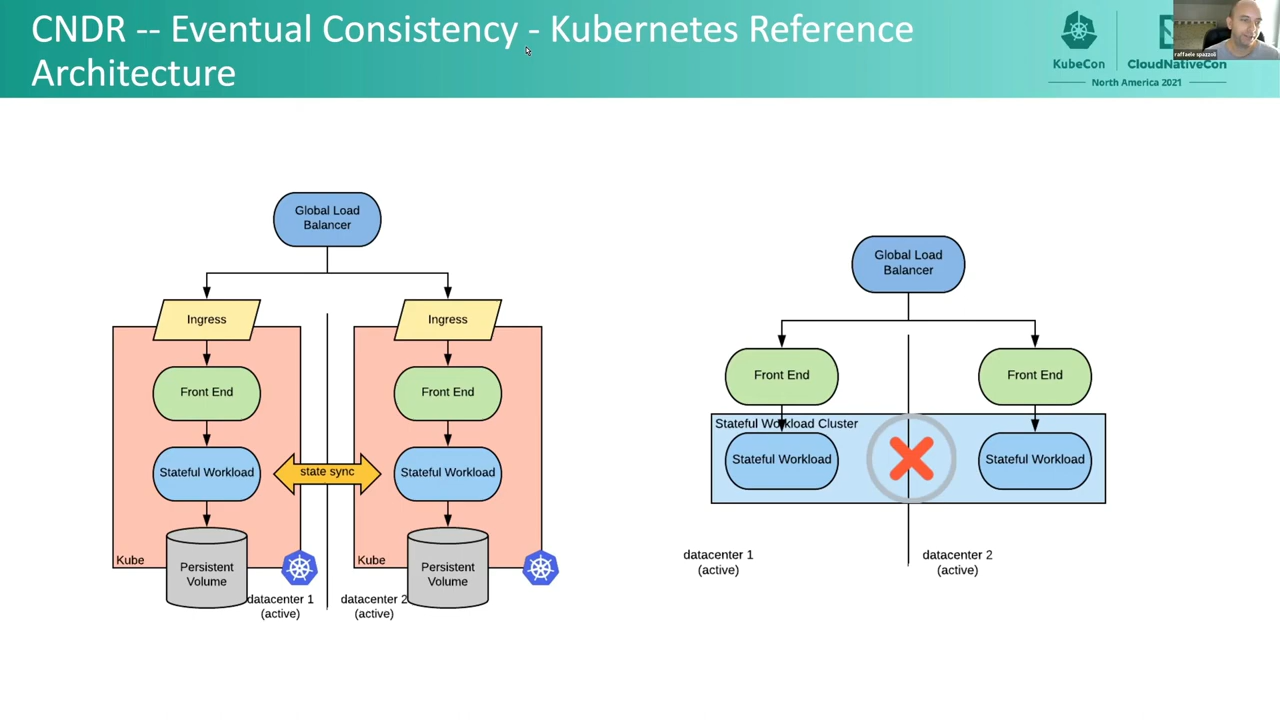 CNDR -- Eventual Consistency - Kubernetes Reference
Architecture
KubeCon
CloudNativeCon
North America 2021
raffaele spazzoli
Global Load
Balancer
Ingress
Ingress
Front End
Front End
Stateful Workload
state sync
Stateful Workload
Kube
Persistent
Volume
Kube
Persistent
Volume
datacenter 1
(active)
datacenter 2
(active)
Global Load
Balancer
Front End
Front End
Stateful Workload Cluster
Stateful Workload
Stateful Workload
datacenter 1
(active)
datacenter 2
(active)